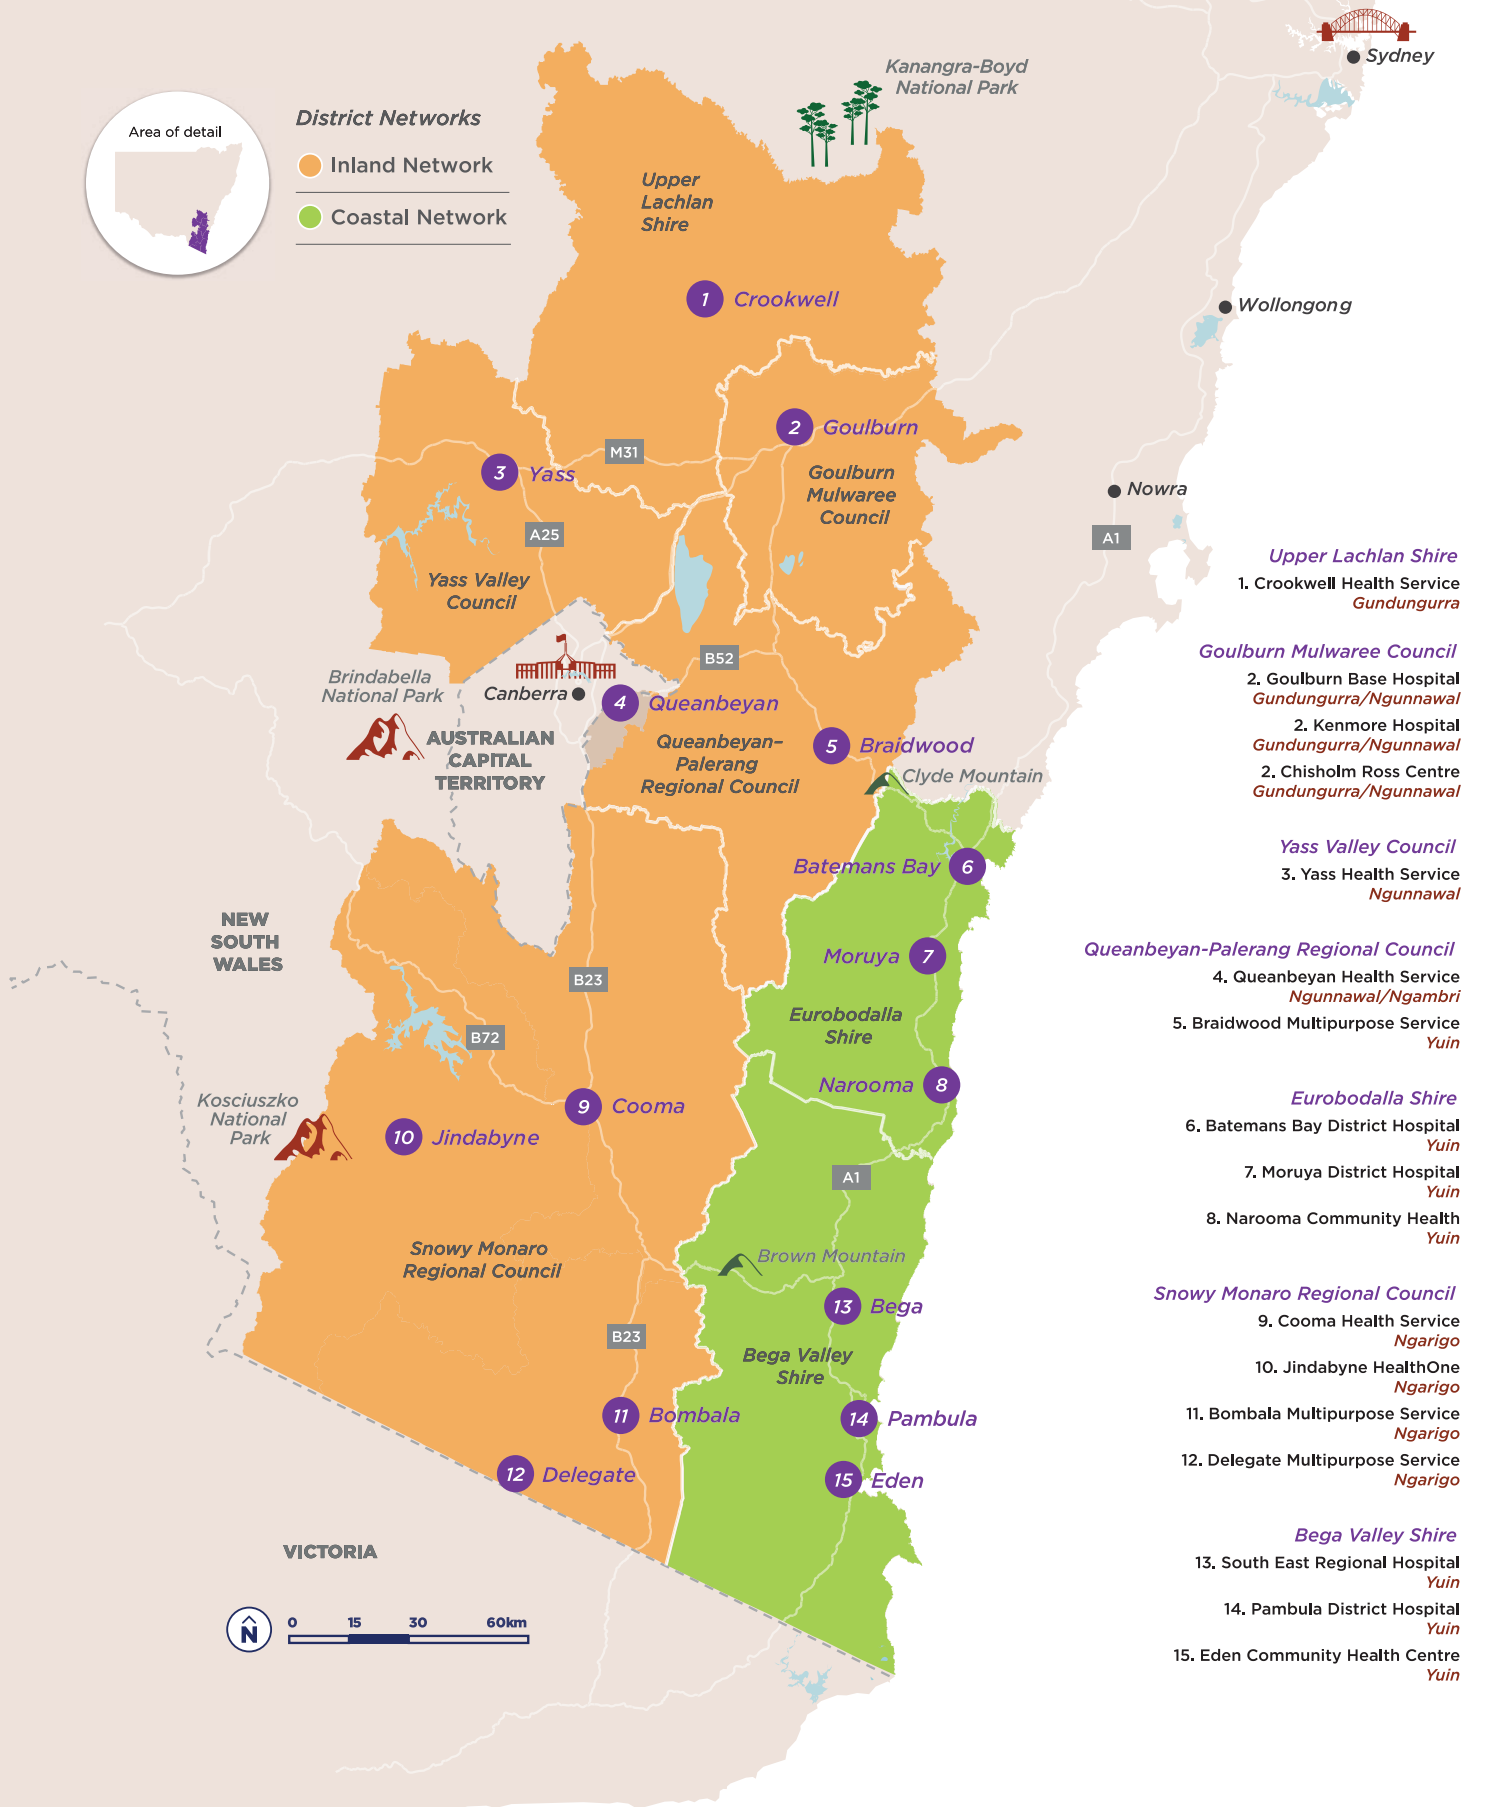 Sydney
Kanangra-Boyd
National Park
Area of detail
District Networks
Inland Network
Coastal Network
Upper
Lachlan
Shire
1 Crookwell
Wollongong
2 Goulburn
M31
3 Yass
Goulburn
Mulwaree
Council
Nowra
A25
A1
Yass Valley
Council
B52
Brindabella
National Park
Canberra
4 Queanbeyan
AUSTRALIAN
CAPITAL
TERRITORY
Queanbeyan–
Palerang
Regional Council
5 Braidwood
Clyde Mountain
Batemans Bay 6
NEW
SOUTH
WALES
Moruya 7
B23
Eurobodalla
Shire
B72
Narooma 8
Kosciuszko
National
Park
9 Cooma
10 Jindabyne
A1
Snowy Monaro
Regional Council
Brown Mountain
13 Bega
B23
Bega Valley
Shire
11 Bombala
14 Pambula
12 Delegate
15 Eden
VICTORIA
N
0 15 30 60km
Upper Lachlan Shire
1. Crookwell Health Service
Gundungurra
Goulburn Mulwaree Council
2. Goulburn Base Hospital
Gundungurra/Ngunnawal
2. Kenmore Hospital
Gundungurra/Ngunnawal
2. Chisholm Ross Centre
Gundungurra/Ngunnawal
Yass Valley Council
3. Yass Health Service
Ngunnawal
Queanbeyan-Palerang Regional Council
4. Queanbeyan Health Service
Ngunnawal/Ngambri
5. Braidwood Multipurpose Service
Yuin
Eurobodalla Shire
6. Batemans Bay District Hospital
Yuin
7. Moruya District Hospital
Yuin
8. Narooma Community Health
Yuin
Snowy Monaro Regional Council
9. Cooma Health Service
Ngarigo
10. Jindabyne HealthOne
Ngarigo
11. Bombala Multipurpose Service
Ngarigo
12. Delegate Multipurpose Service
Ngarigo
Bega Valley Shire
13. South East Regional Hospital
Yuin
14. Pambula District Hospital
Yuin
15. Eden Community Health Centre
Yuin